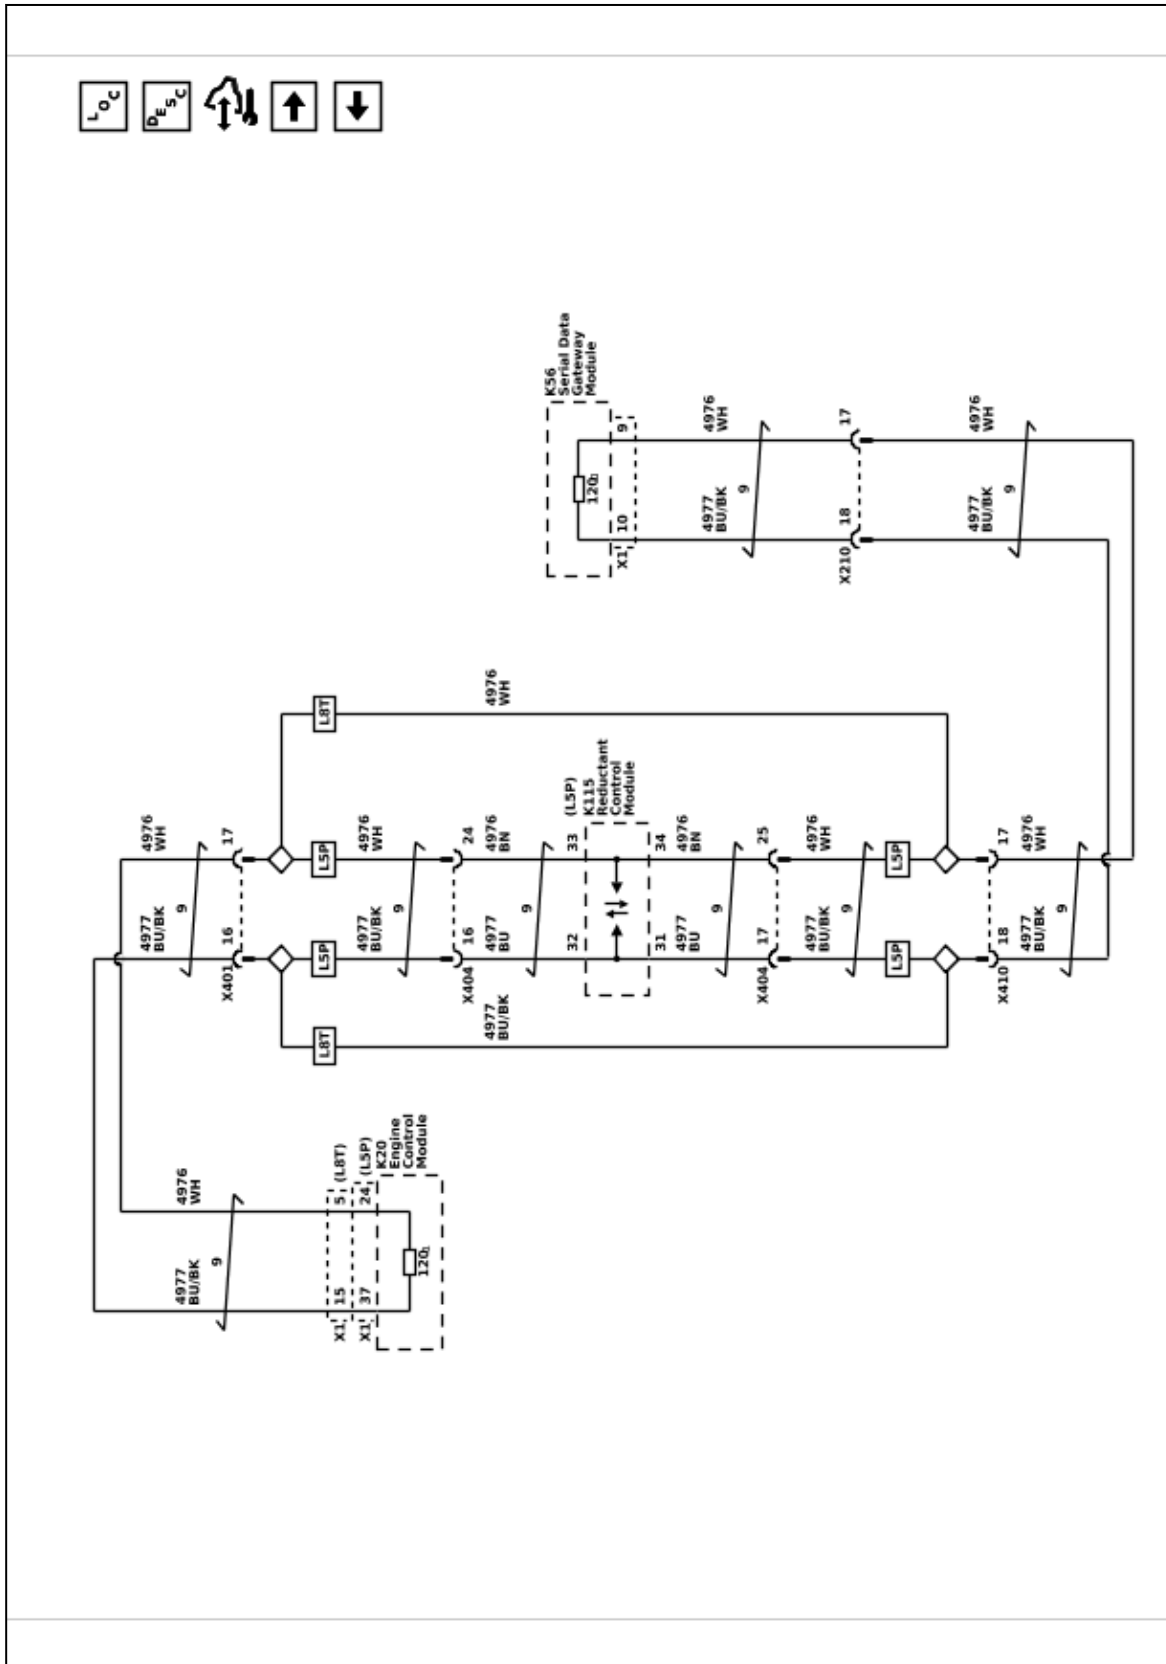 LOC
DESC
4977
BU/BK
4976
WH
9
X1
15
5
(L8T)
X1
37
24
(L5P)
K20
Engine
Control
Module
120Ω
4977
BU/BK
4976
WH
9
X401
16
17
L8T
L5P
L5P
L8T
4977
BU/BK
4976
WH
9
X404
16
24
4977
BU/BK
4977
BU
4976
BN
4976
WH
9
32
33
(L5P)
K115
Reductant
Control
Module
31
34
4977
BU
4976
BN
9
X404
17
25
4977
BU/BK
4976
WH
9
L5P
L5P
X410
18
17
4977
BU/BK
4976
WH
9
K56
Serial Data
Gateway
Module
120Ω
X1
10
9
4977
BU/BK
4976
WH
9
X210
18
17
4977
BU/BK
4976
WH
9